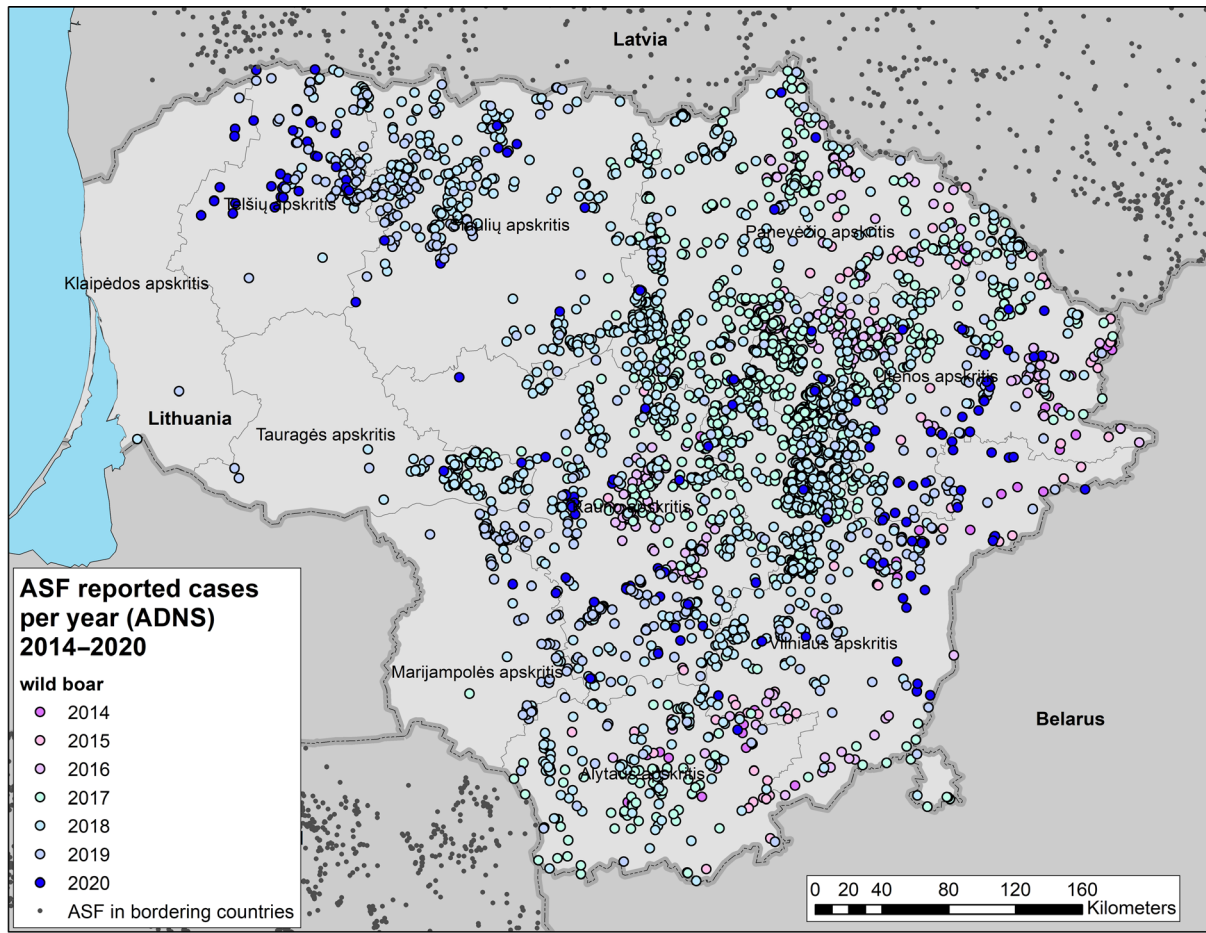 Latvia
Telšių apskritis
Šiaulių apskritis
Panevėžio apskritis
Klaipėdos apskritis
Utenos apskritis
Lithuania
Tauragės apskritis
Kauno apskritis
Vilniaus apskritis
Marijampolės apskritis
Belarus
Alytaus apskritis
ASF reported cases
per year (ADNS)
2014–2020
wild boar
2014
2015
2016
2017
2018
2019
2020
ASF in bordering countries
0 20 40 80 120 160
Kilometers